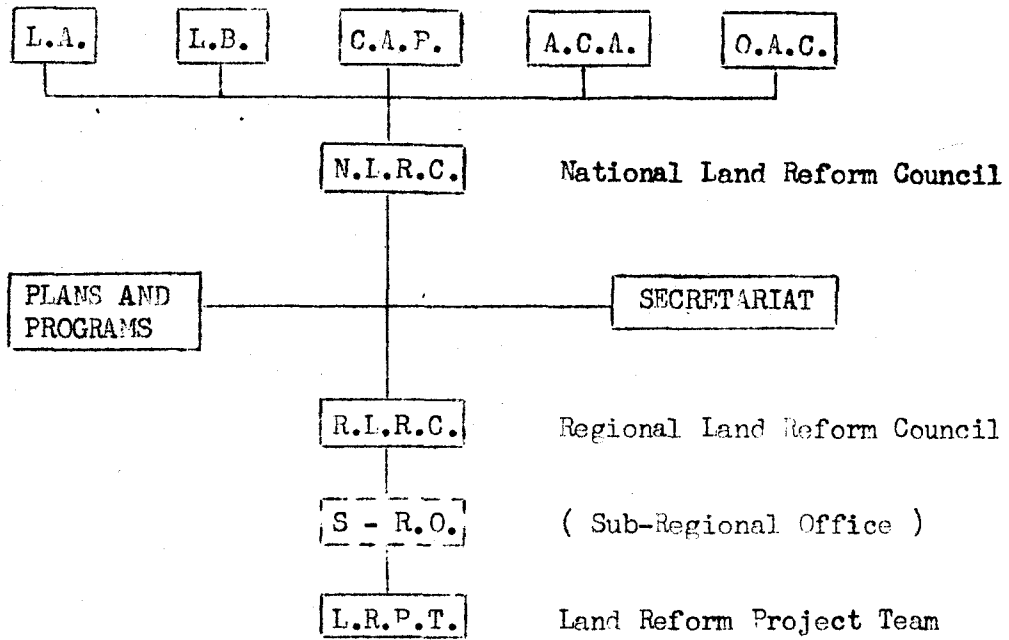 L.A. L.B. C.A.P. A.C.A. O.A.C.
N.L.R.C. National Land Reform Council
PLANS AND
PROGRAMS
SECRETARIAT
R.L.R.C. Regional Land Reform Council
S - R.O. ( Sub-Regional Office )
L.R.P.T. Land Reform Project Team